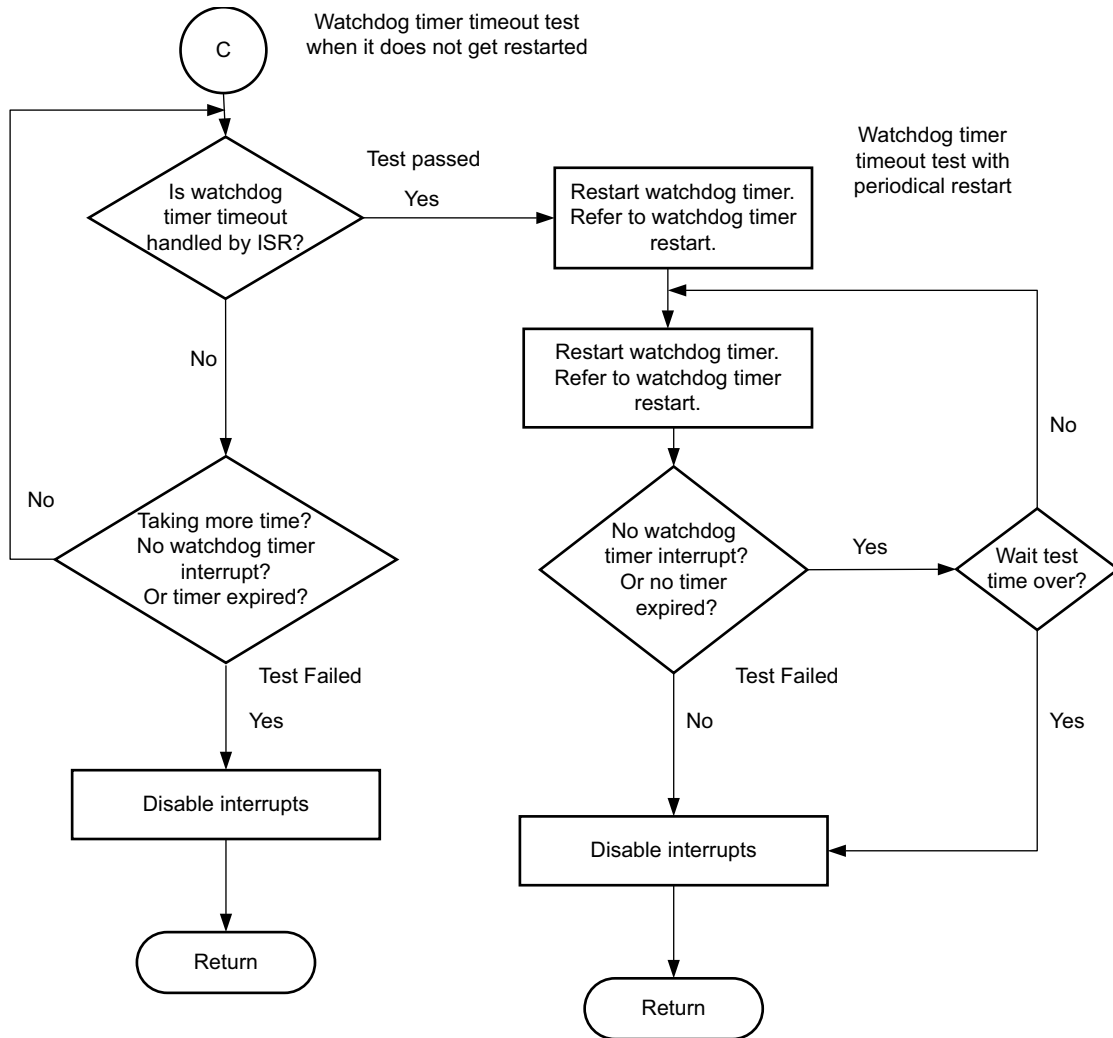 Watchdog timer timeout test
when it does not get restarted
C
Is watchdog
timer timeout
handled by ISR?
Test passed
Yes
Restart watchdog timer.
Refer to watchdog timer
restart.
Watchdog timer
timeout test with
periodical restart
No
Restart watchdog timer.
Refer to watchdog timer
restart.
No
No
Taking more time?
No watchdog timer
interrupt?
Or timer expired?
No watchdog
timer interrupt?
Or no timer
expired?
Yes
Wait test
time over?
Test Failed
Yes
Test Failed
No
Yes
Disable interrupts
Disable interrupts
Return
Return